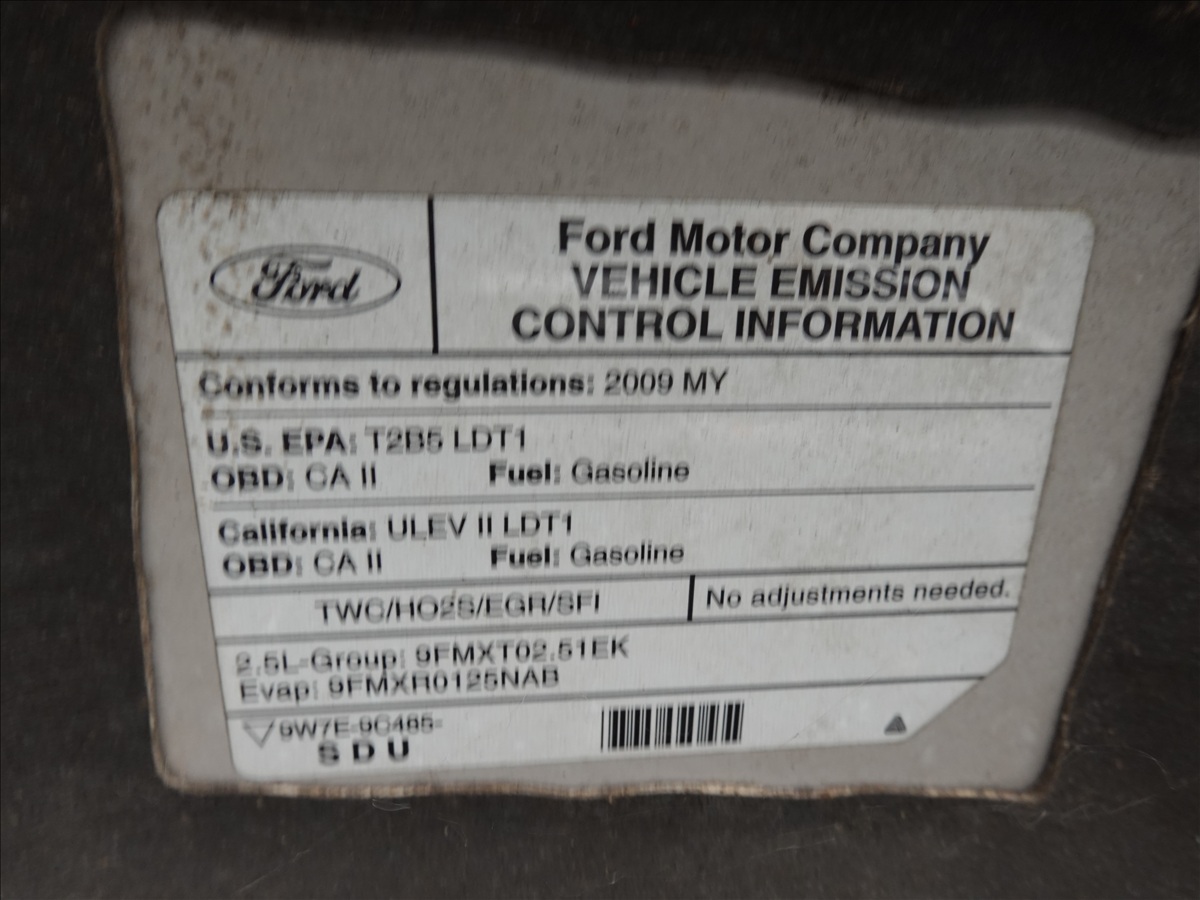 Ford
Ford Motor Company
VEHICLE EMISSION
CONTROL INFORMATION
Conforms to regulations: 2009 MY
U.S. EPA: T2B5 LDT1
OBD: CA II Fuel: Gasoline
California: ULEV II LDT1
OBD: CA II Fuel: Gasoline
TWC/HO2S/EGR/SFI No adjustments needed.
2.5L-Group: 9FMXT02.51EK
Evap: 9FMXR0125NAB
9W7E-9C485-
S D U